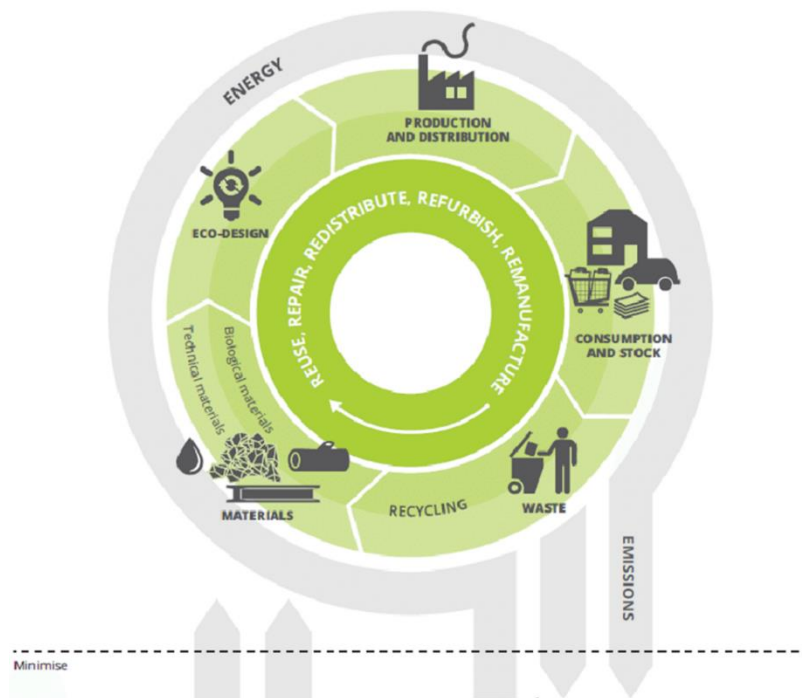 ENERGY
PRODUCTION
AND DISTRIBUTION
ECO-DESIGN
REUSE, REPAIR, REDISTRIBUTE, REFURBISH, REMANUFACTURE
CONSUMPTION
AND STOCK
Technical materials
Biological materials
MATERIALS
RECYCLING
WASTE
EMISSIONS
Minimise